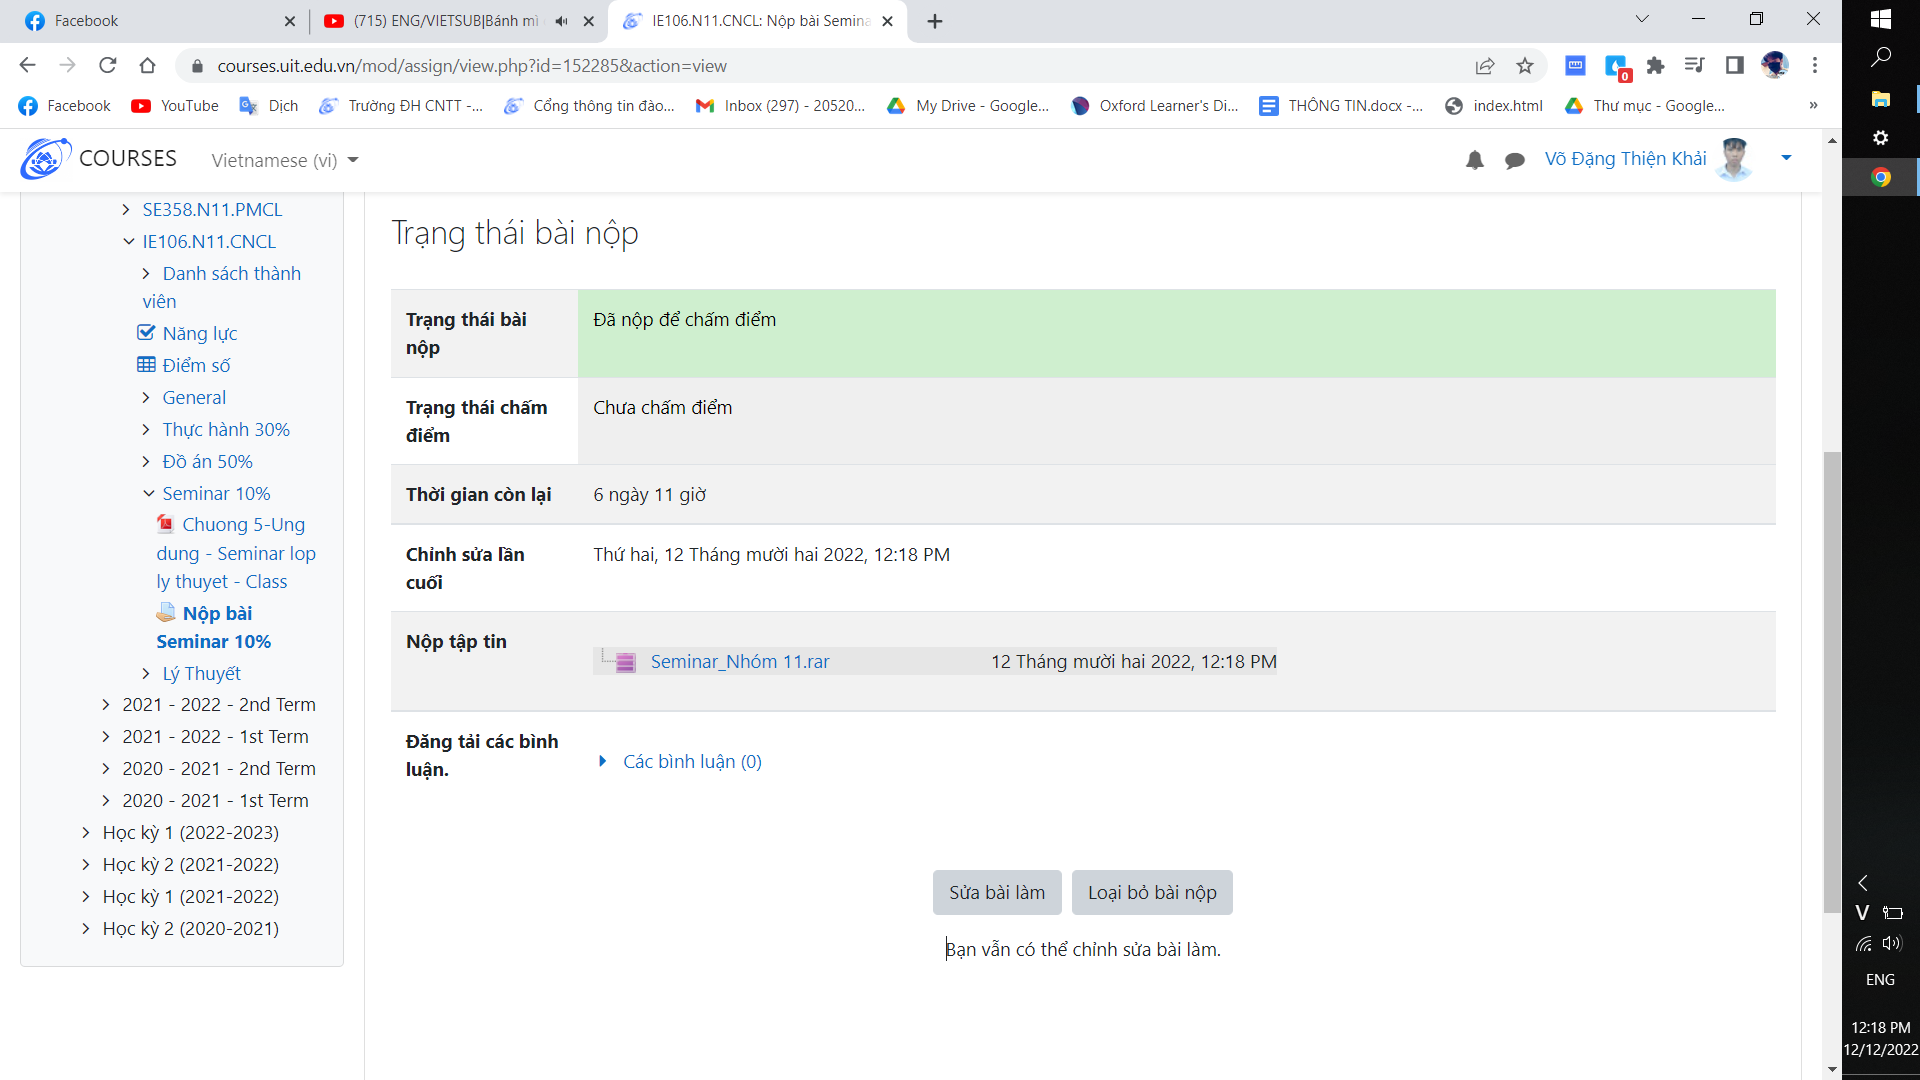 Facebook
(715) ENG/VIETSUB|Bánh mì
IE106.N11.CNCL: Nộp bài Semina
courses.uit.edu.vn/mod/assign/view.php?id=152285&action=view
0
Facebook
YouTube
Dịch
Trường ĐH CNTT -...
Cổng thông tin đào...
Inbox (297) - 20520...
My Drive - Google...
Oxford Learner's Di...
THÔNG TIN.docx -...
index.html
Thư mục - Google...
»
COURSES
Vietnamese (vi)
Võ Đặng Thiện Khải
SE358.N11.PMCL
IE106.N11.CNCL
Danh sách thành
viên
Năng lực
Điểm số
General
Thực hành 30%
Đồ án 50%
Seminar 10%
Chuong 5-Ung
dung - Seminar lop
ly thuyet - Class
Nộp bài
Seminar 10%
Lý Thuyết
2021 - 2022 - 2nd Term
2021 - 2022 - 1st Term
2020 - 2021 - 2nd Term
2020 - 2021 - 1st Term
Học kỳ 1 (2022-2023)
Học kỳ 2 (2021-2022)
Học kỳ 1 (2021-2022)
Học kỳ 2 (2020-2021)
Trạng thái bài nộp
Trạng thái bài
nộp
Đã nộp để chấm điểm
Trạng thái chấm
điểm
Chưa chấm điểm
Thời gian còn lại
6 ngày 11 giờ
Chỉnh sửa lần
cuối
Thứ hai, 12 Tháng mười hai 2022, 12:18 PM
Nộp tập tin
Seminar_Nhóm 11.rar
12 Tháng mười hai 2022, 12:18 PM
Đăng tải các bình
luận.
Các bình luận (0)
Sửa bài làm
Loại bỏ bài nộp
Bạn vẫn có thể chỉnh sửa bài làm.
V
ENG
12:18 PM
12/12/2022